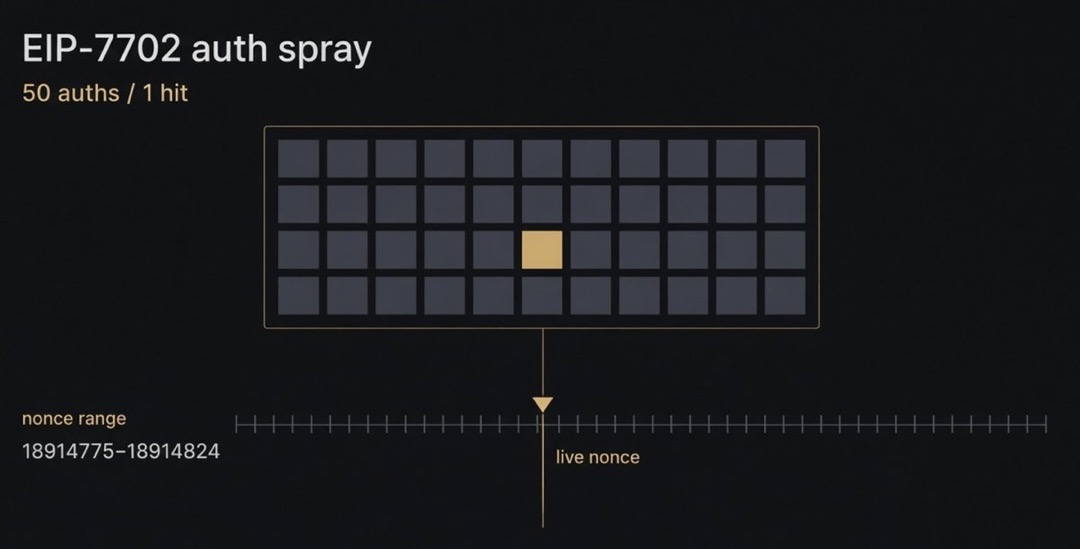 EIP-7702 auth spray
50 auths / 1 hit
nonce range
18914775–18914824
live nonce